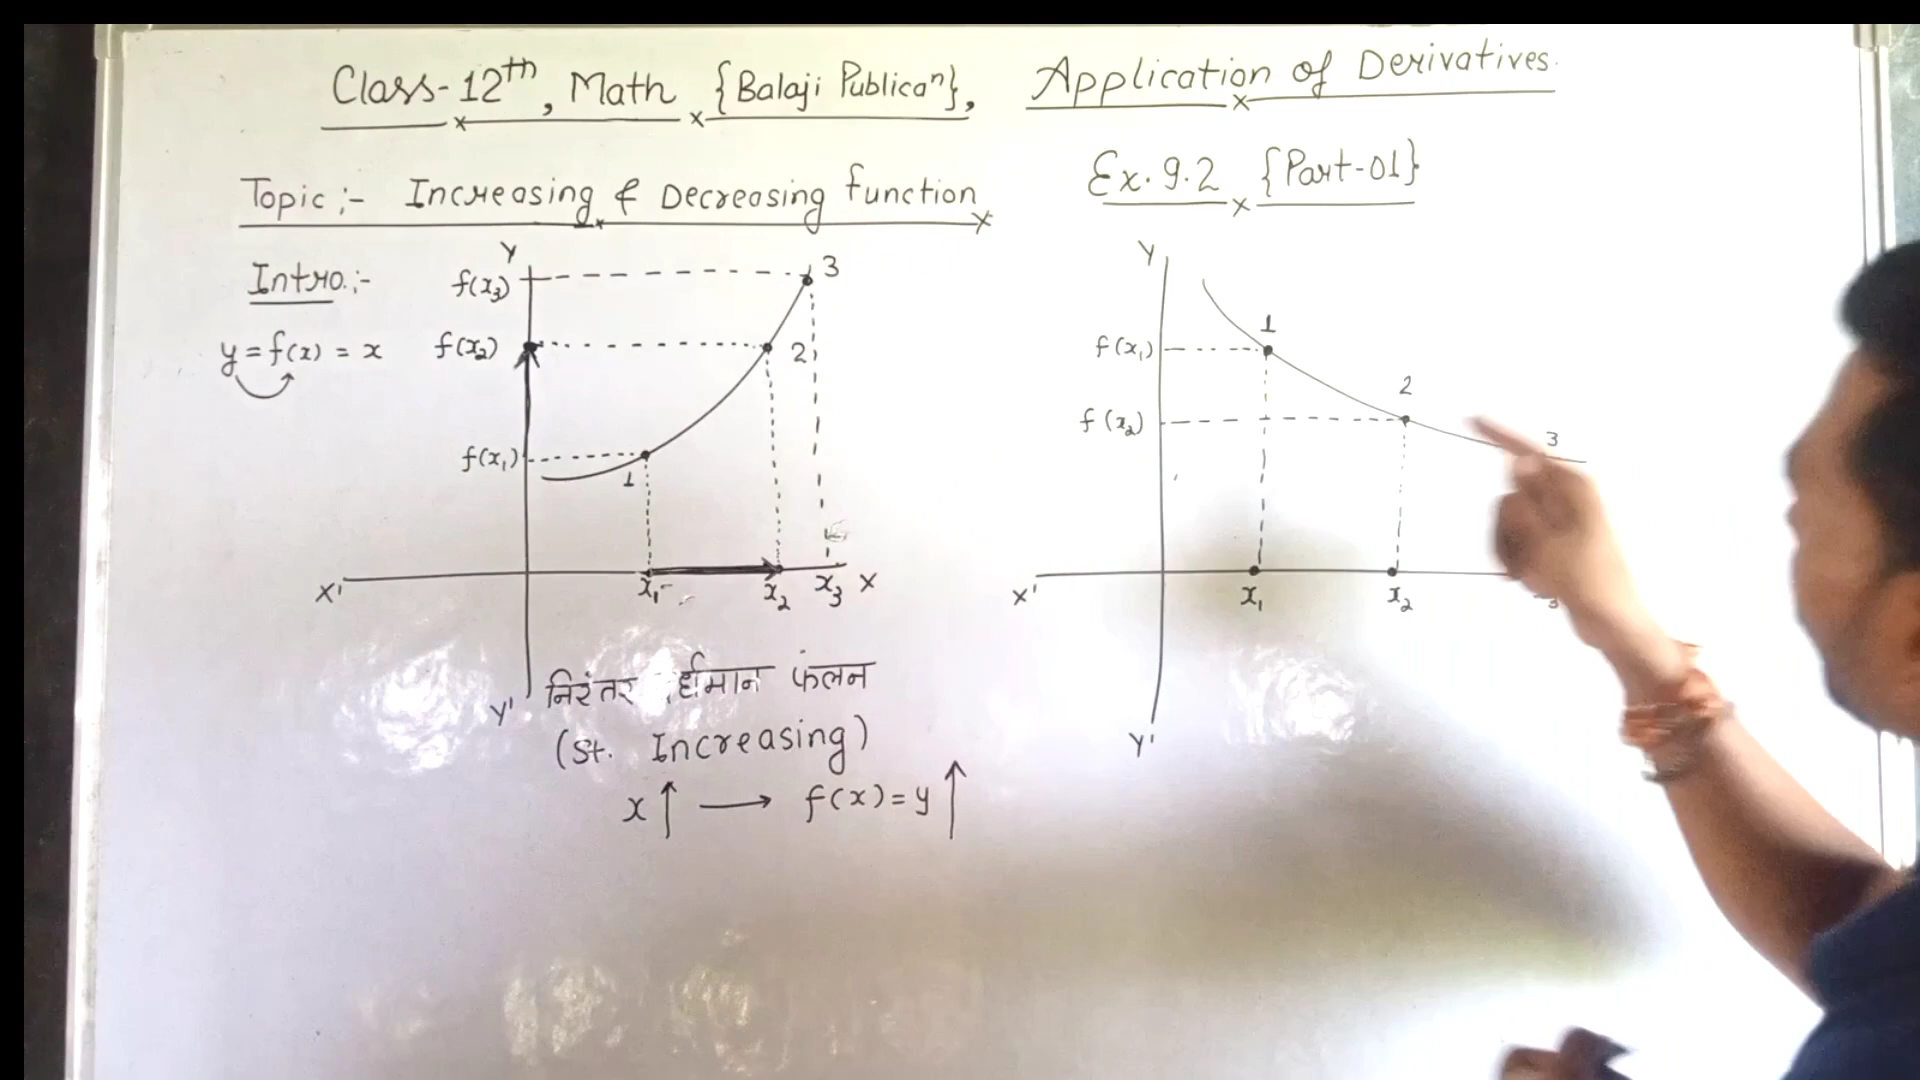 Class-12th, Math {Balaji Publicaⁿ}, Application of Derivatives.
Ex. 9.2 {Part-01}
Topic :- Increasing & Decreasing function
Intro. :-
y = f(x) = x
Y
f(x₃)
3
f(x₂)
2
f(x₁)
1
X'
x₁
x₂
x₃
X
Y'
निरंतर फलन
(St. Increasing)
x ↑ → f(x) = y ↑
Y
f(x₁)
1
f(x₂)
2
3
X'
x₁
x₂
Y'